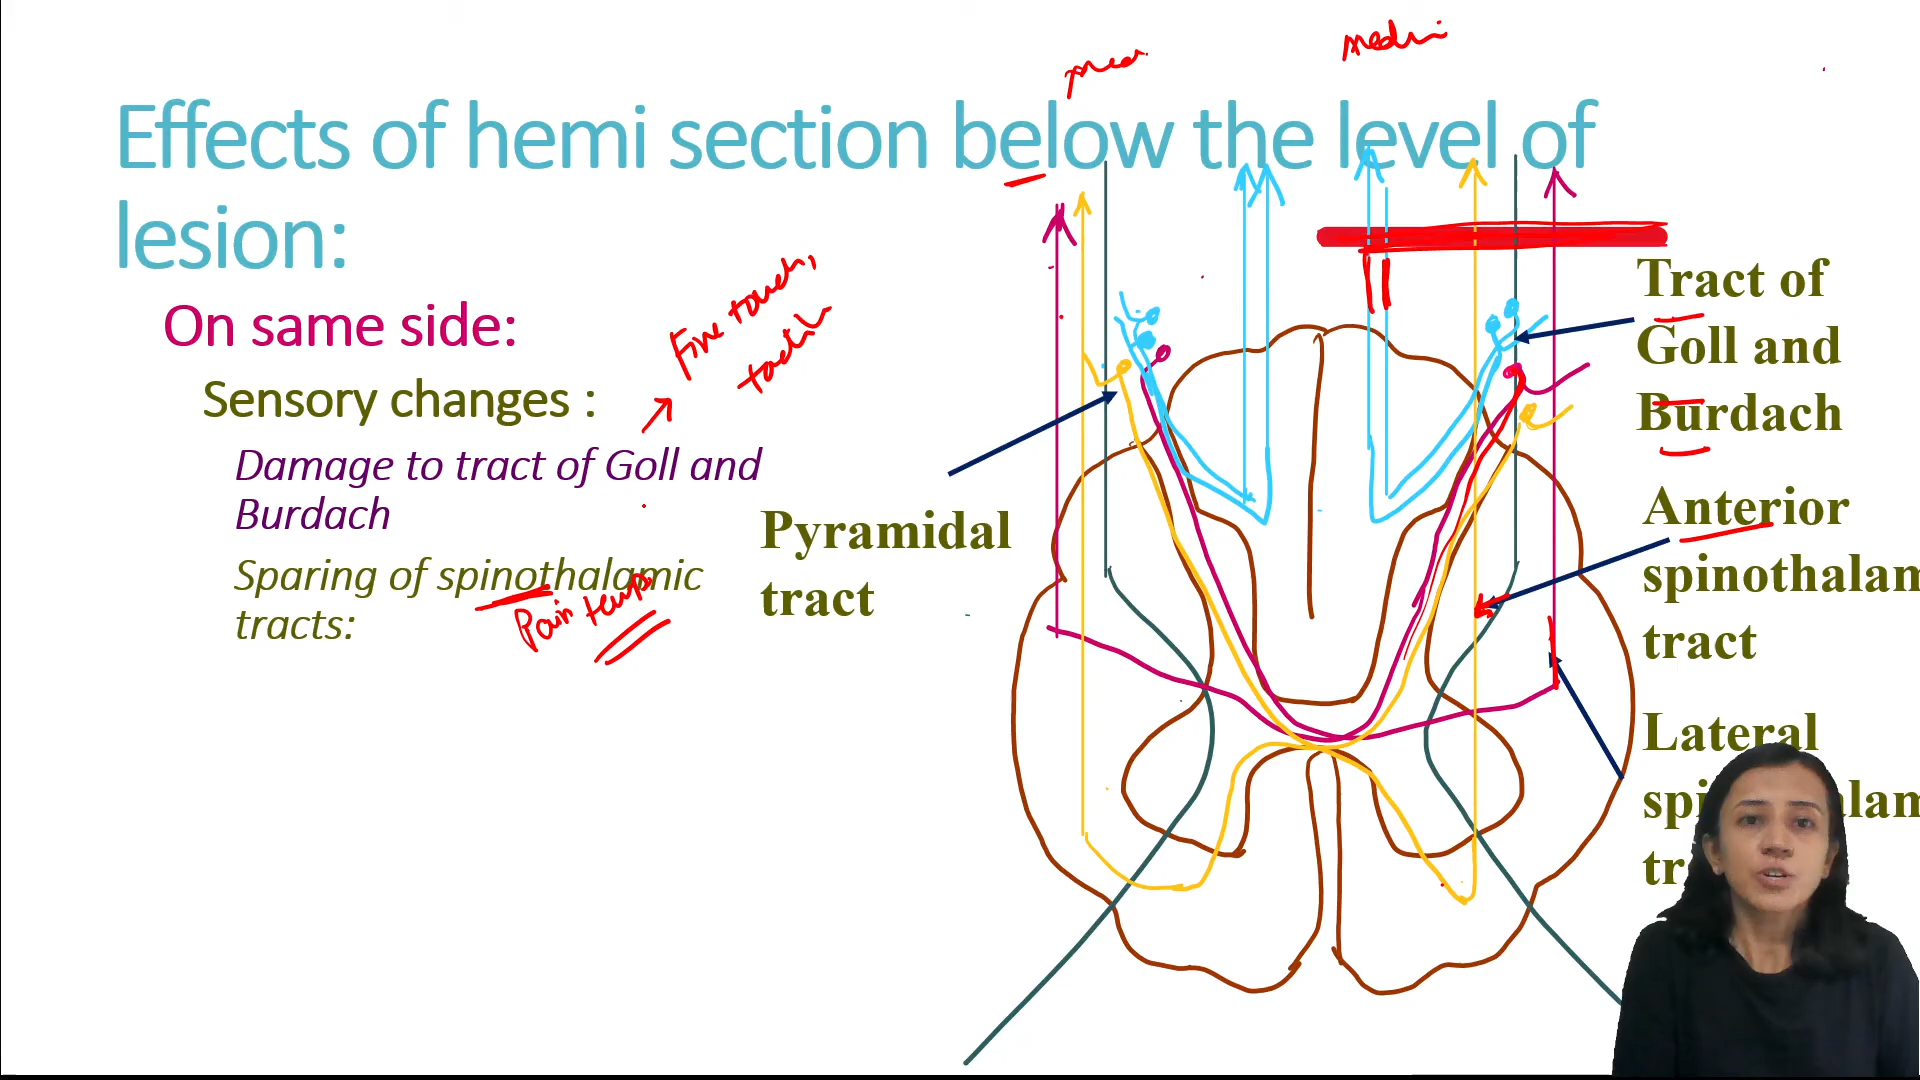 medu
Effects of hemi section below the level of
lesion:
On same side:
Fine touch,
Sensory changes :
Damage to tract of Goll and
Burdach
Sparing of spinothalamic
tracts:
Pain temp
Pyramidal
tract
Tract of
Goll and
Burdach
Anterior
spinothalam
tract
Lateral